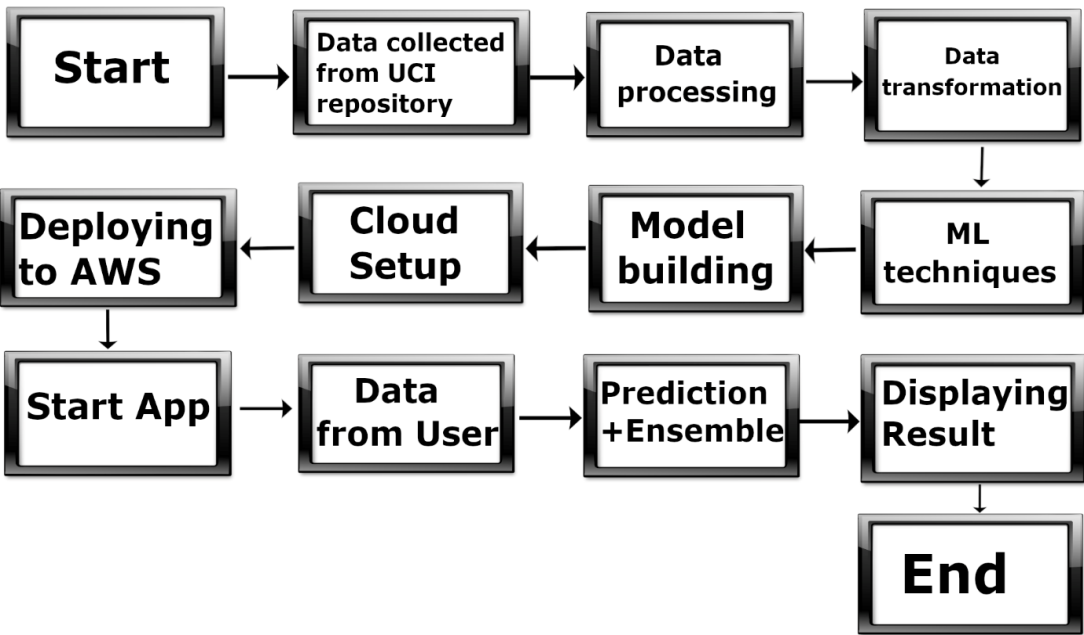 Start
Data collected
from UCI
repository
Data
processing
Data
transformation
ML
techniques
Model
building
Cloud
Setup
Deploying
to AWS
Start App
Data
from User
Prediction
+Ensemble
Displaying
Result
End